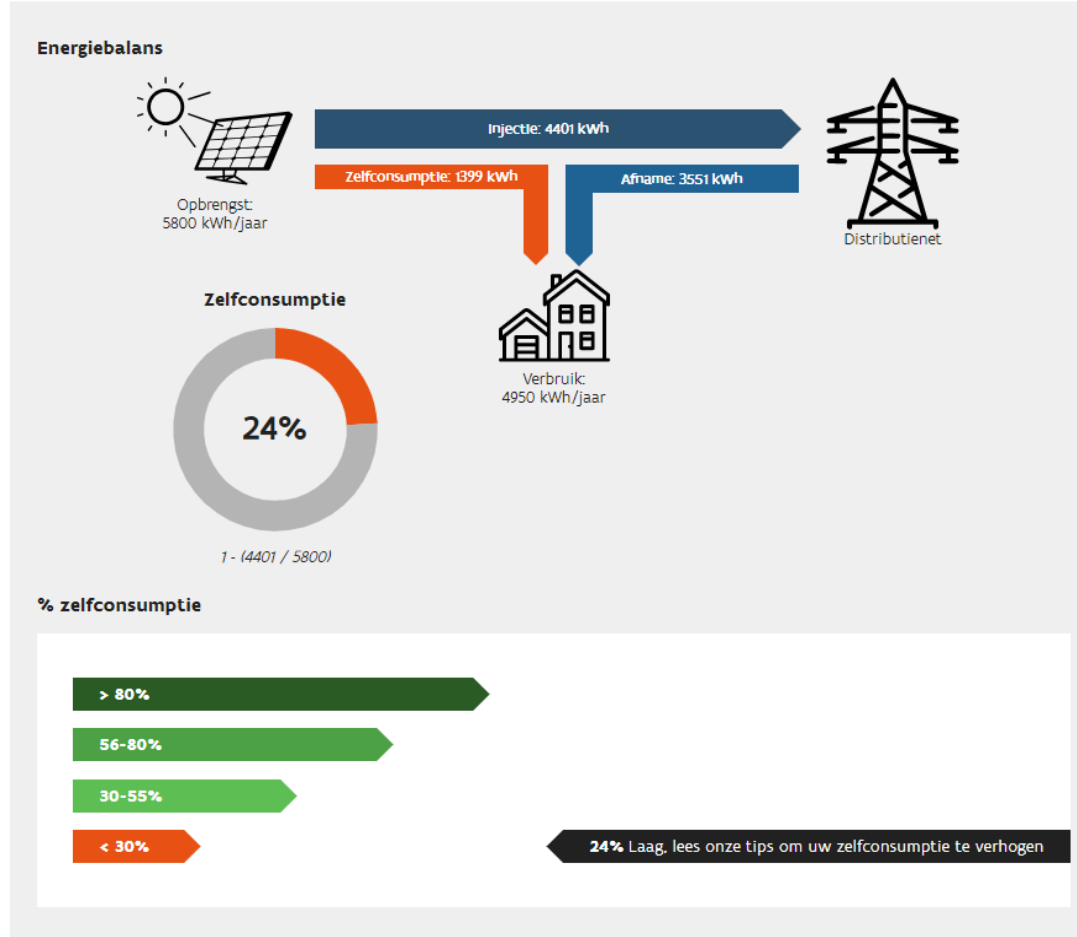 Energiebalans
Injectie: 4401 kWh
Zelfconsumptie: 1399 kWh
Afname: 3551 kWh
Opbrengst:
5800 kWh/jaar
Distributienet
Zelfconsumptie
24%
1 - (4401 / 5800)
Verbruik:
4950 kWh/jaar
% zelfconsumptie
> 80%
56-80%
30-55%
< 30%
24% Laag, lees onze tips om uw zelfconsumptie te verhogen